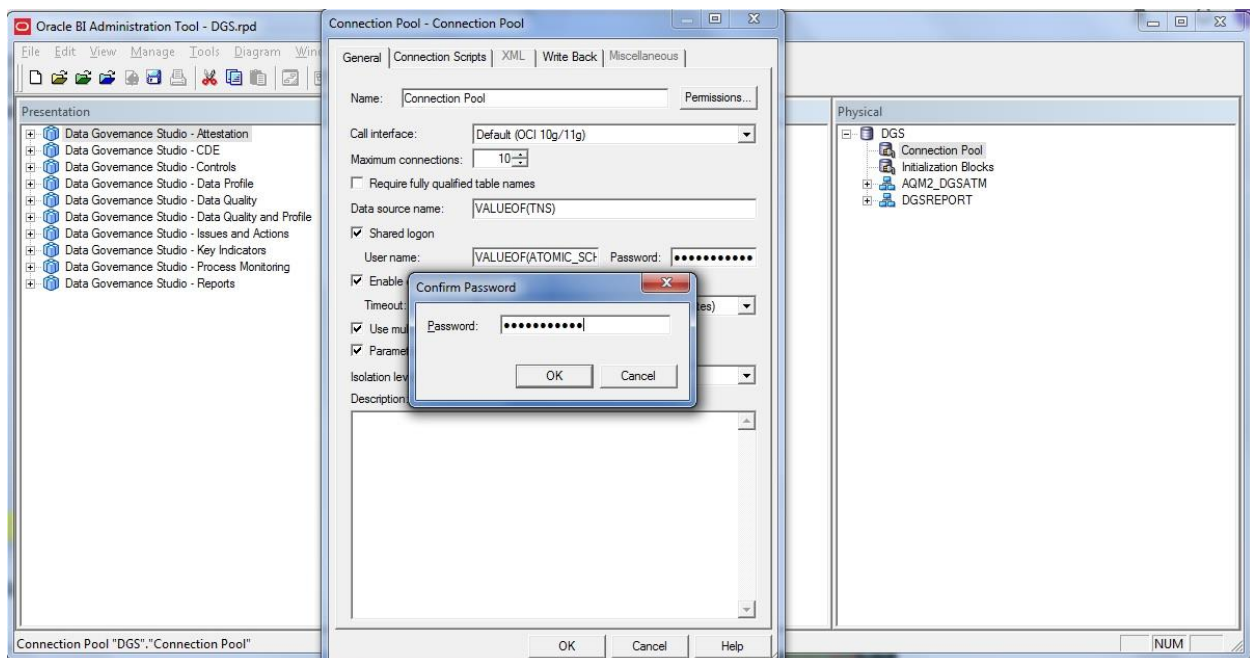 Oracle BI Administration Tool - DGS.rpd
File Edit View Manage Tools Diagram
Presentation
Data Governance Studio - Attestation
Data Governance Studio - CDE
Data Governance Studio - Controls
Data Governance Studio - Data Profile
Data Governance Studio - Data Quality
Data Governance Studio - Data Quality and Profile
Data Governance Studio - Issues and Actions
Data Governance Studio - Key Indicators
Data Governance Studio - Process Monitoring
Data Governance Studio - Reports
Connection Pool "DGS"."Connection Pool"
Connection Pool - Connection Pool
General Connection Scripts XML Write Back Miscellaneous
Name: Connection Pool Permissions...
Call interface: Default (OCI 10g/11g)
Maximum connections: 10
Require fully qualified table names
Data source name: VALUEOF(TNS)
Shared logon
User name: VALUEOF(ATOMIC_SCH Password: ●●●●●●●●●●●
Enable
Timeout:
Use mul
Paramet
Isolation lev
Description:
Confirm Password
Password: ●●●●●●●●●●●
OK Cancel
OK Cancel Help
Physical
DGS
Connection Pool
Initialization Blocks
AQM2_DGSATM
DGSREPORT
NUM